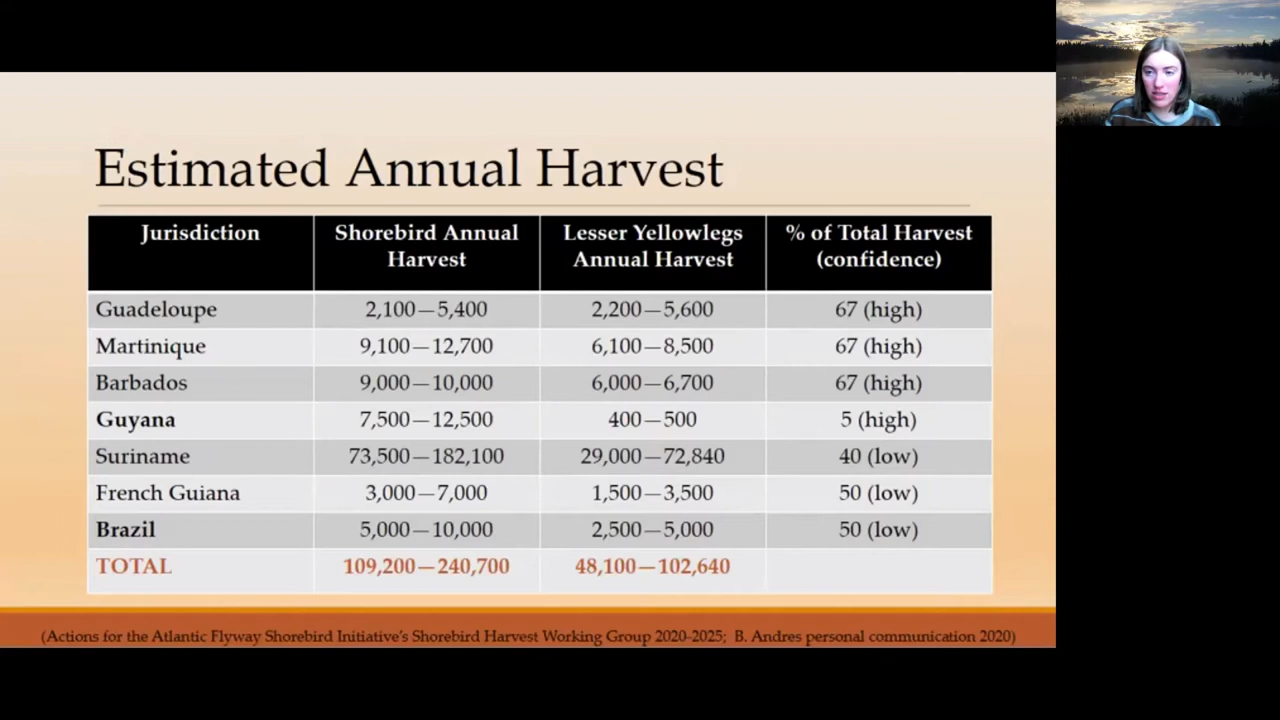 Estimated Annual Harvest
Jurisdiction
Shorebird Annual
Harvest
Lesser Yellowlegs
Annual Harvest
% of Total Harvest
(confidence)
Guadeloupe 2,100—5,400 2,200—5,600 67 (high)
Martinique 9,100—12,700 6,100—8,500 67 (high)
Barbados 9,000—10,000 6,000—6,700 67 (high)
Guyana 7,500—12,500 400—500 5 (high)
Suriname 73,500—182,100 29,000—72,840 40 (low)
French Guiana 3,000—7,000 1,500—3,500 50 (low)
Brazil 5,000—10,000 2,500—5,000 50 (low)
TOTAL 109,200—240,700 48,100—102,640
(Actions for the Atlantic Flyway Shorebird Initiative's Shorebird Harvest Working Group 2020-2025; B. Andres personal communication 2020)